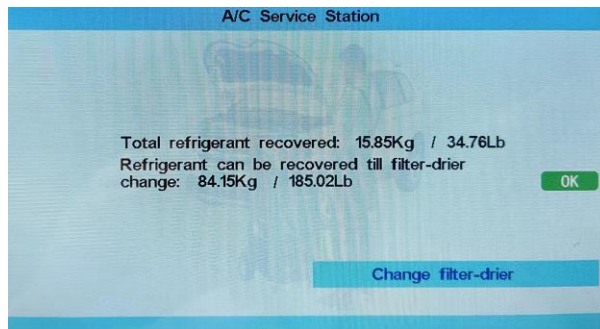 A/C Service Station
Total refrigerant recovered: 15.85Kg / 34.76Lb
Refrigerant can be recovered till filter-drier
change: 84.15Kg / 185.02Lb
OK
Change filter-drier